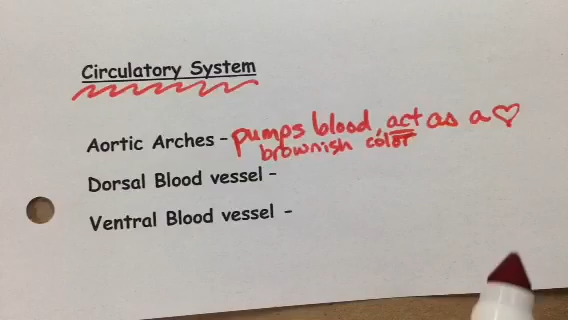 Circulatory System
Aortic Arches - pumps blood, act as a ♡
brownish color
Dorsal Blood vessel -
Ventral Blood vessel -